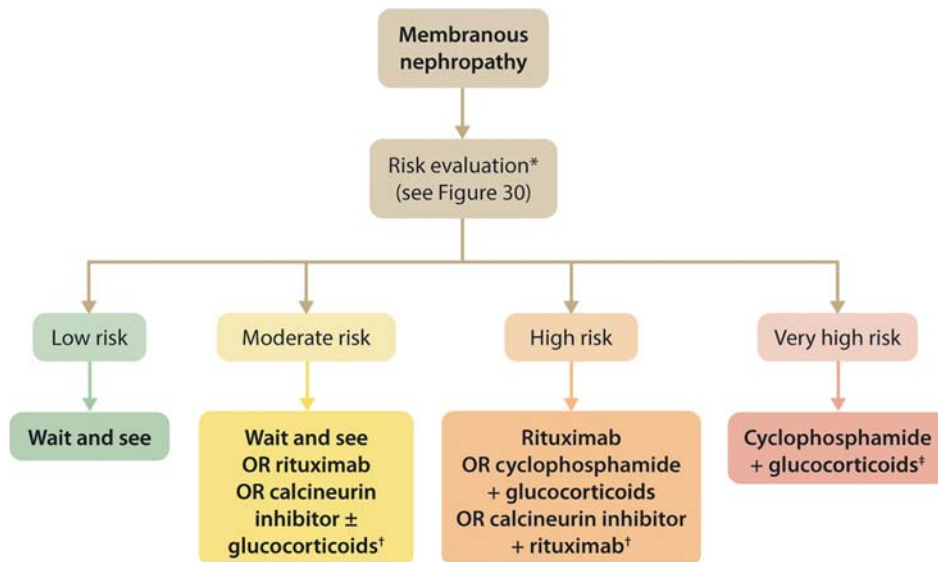 Membranous
nephropathy
Risk evaluation*
(see Figure 30)
Low risk
Moderate risk
High risk
Very high risk
Wait and see
Wait and see
OR rituximab
OR calcineurin
inhibitor ±
glucocorticoids†
Rituximab
OR cyclophosphamide
+ glucocorticoids
OR calcineurin inhibitor
+ rituximab†
Cyclophosphamide
+ glucocorticoids‡